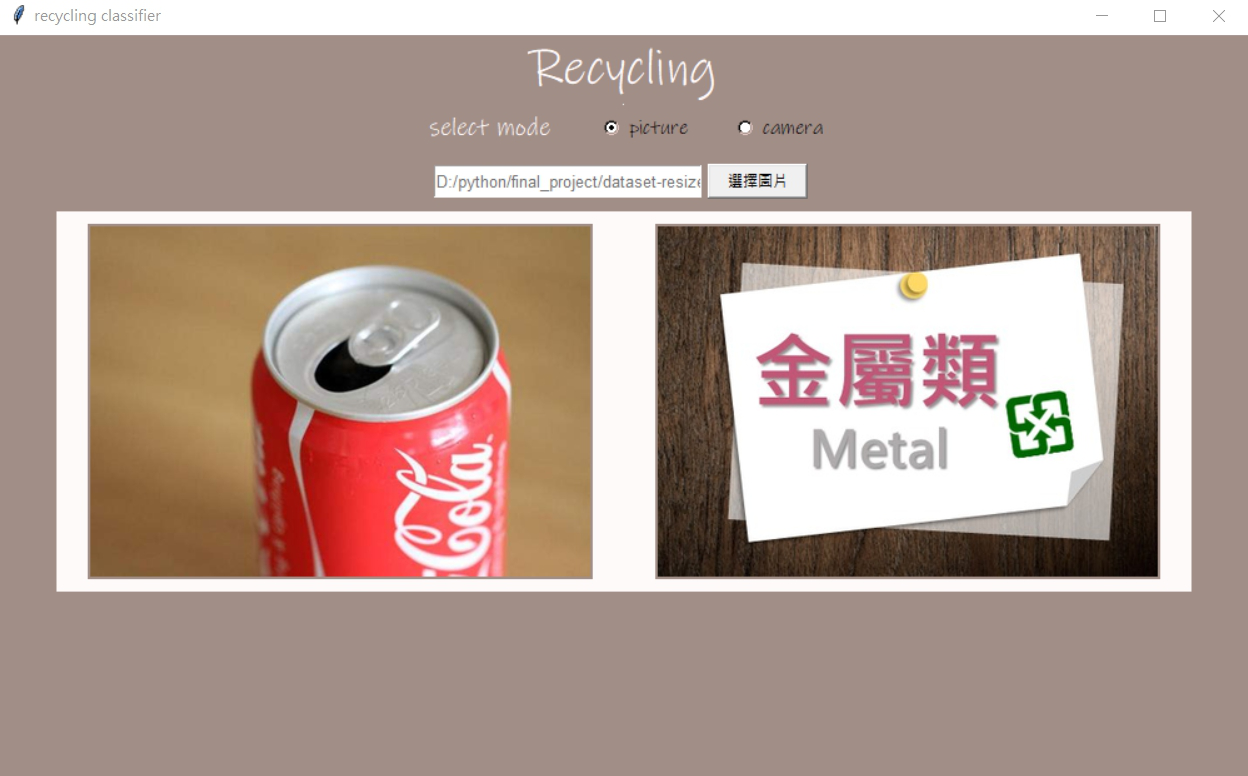 recycling classifier
Recycling
select mode picture camera
D:/python/final_project/dataset-resize 選擇圖片
Cola
金屬類
Metal